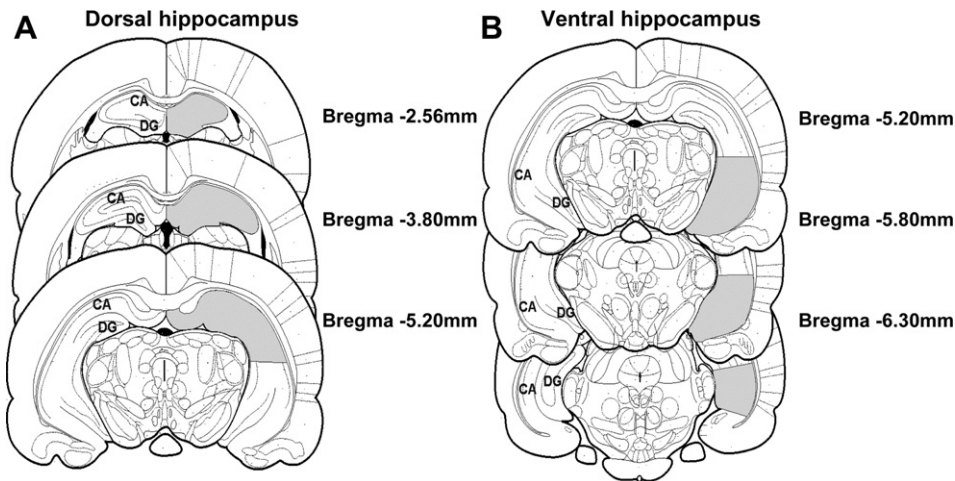 A Dorsal hippocampus
CA
DG
Bregma -2.56mm
CA
DG
Bregma -3.80mm
CA
DG
Bregma -5.20mm
B Ventral hippocampus
Bregma -5.20mm
CA
DG
Bregma -5.80mm
CA
DG
Bregma -6.30mm
CA
DG